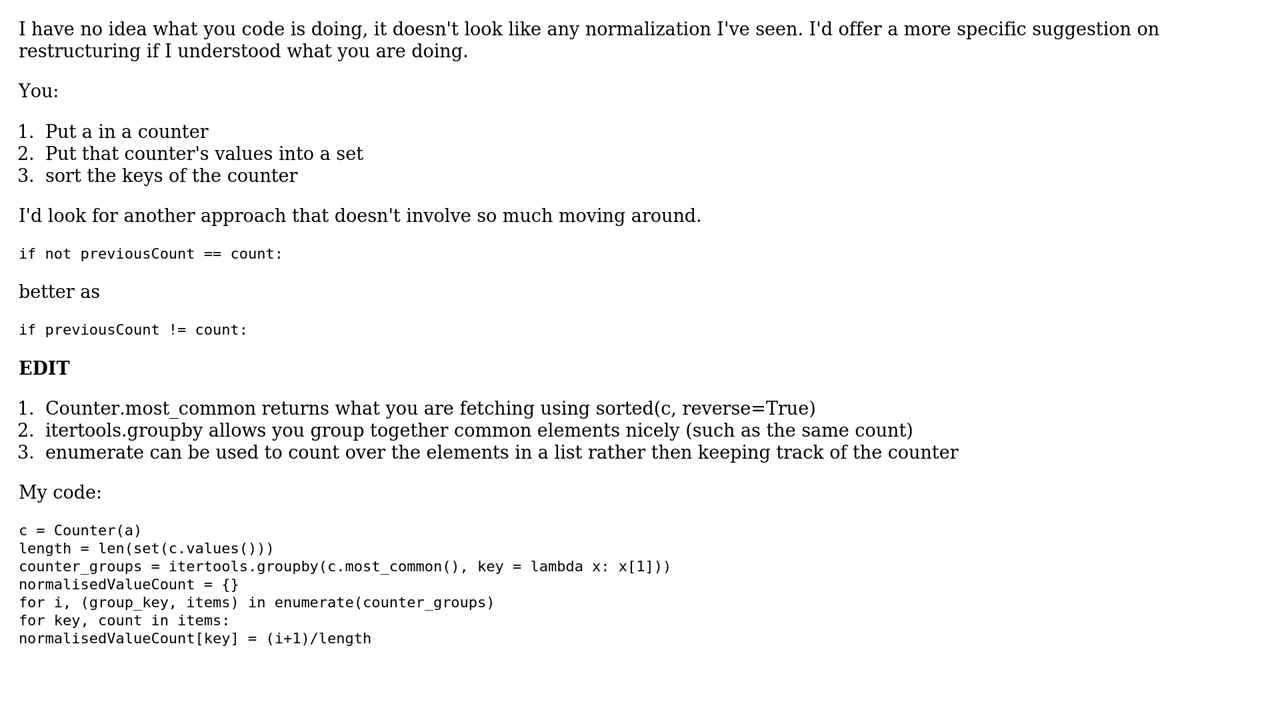 I have no idea what you code is doing, it doesn't look like any normalization I've seen. I'd offer a more specific suggestion on
restructuring if I understood what you are doing.
You:
1. Put a in a counter
2. Put that counter's values into a set
3. sort the keys of the counter
I'd look for another approach that doesn't involve so much moving around.
if not previousCount == count:
better as
if previousCount != count:
EDIT
1. Counter.most_common returns what you are fetching using sorted(c, reverse=True)
2. itertools.groupby allows you group together common elements nicely (such as the same count)
3. enumerate can be used to count over the elements in a list rather then keeping track of the counter
My code:
c = Counter(a)
length = len(set(c.values()))
counter_groups = itertools.groupby(c.most_common(), key = lambda x: x[1]))
normalisedValueCount = {}
for i, (group_key, items) in enumerate(counter_groups)
for key, count in items:
normalisedValueCount[key] = (i+1)/length